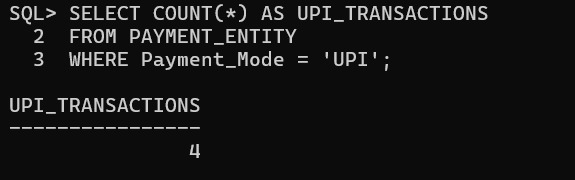 SQL> SELECT COUNT(*) AS UPI_TRANSACTIONS
  2  FROM PAYMENT_ENTITY
  3  WHERE Payment_Mode = 'UPI';

UPI_TRANSACTIONS
----------------
               4